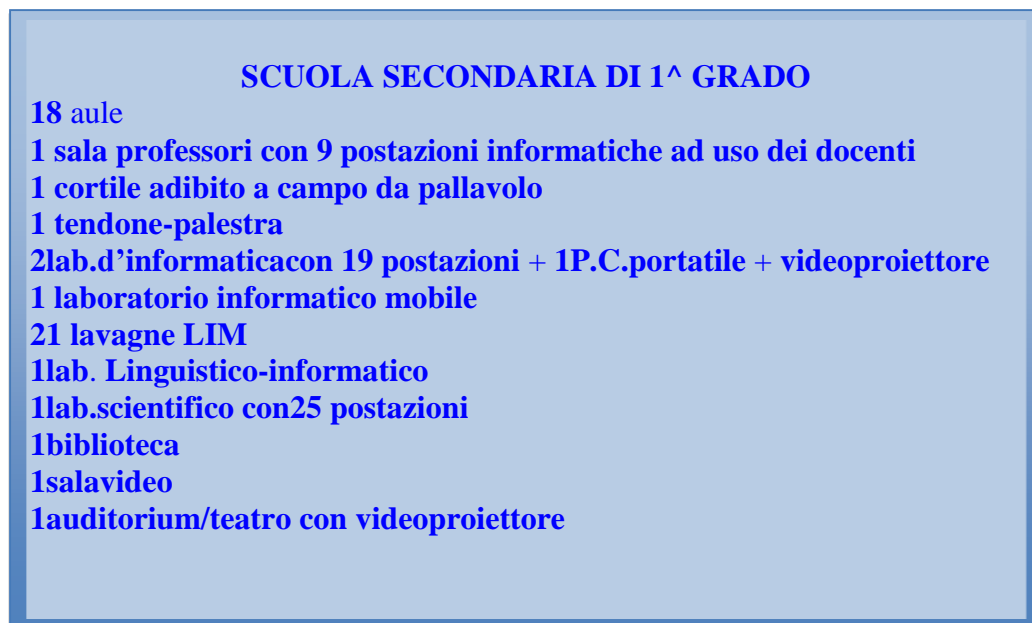 SCUOLA SECONDARIA DI 1^ GRADO
18 aule
1 sala professori con 9 postazioni informatiche ad uso dei docenti
1 cortile adibito a campo da pallavolo
1 tendone-palestra
2lab.d’informaticacon 19 postazioni + 1P.C.portatile + videoproiettore
1 laboratorio informatico mobile
21 lavagne LIM
1lab. Linguistico-informatico
1lab.scientifico con25 postazioni
1biblioteca
1salavideo
1auditorium/teatro con videoproiettore